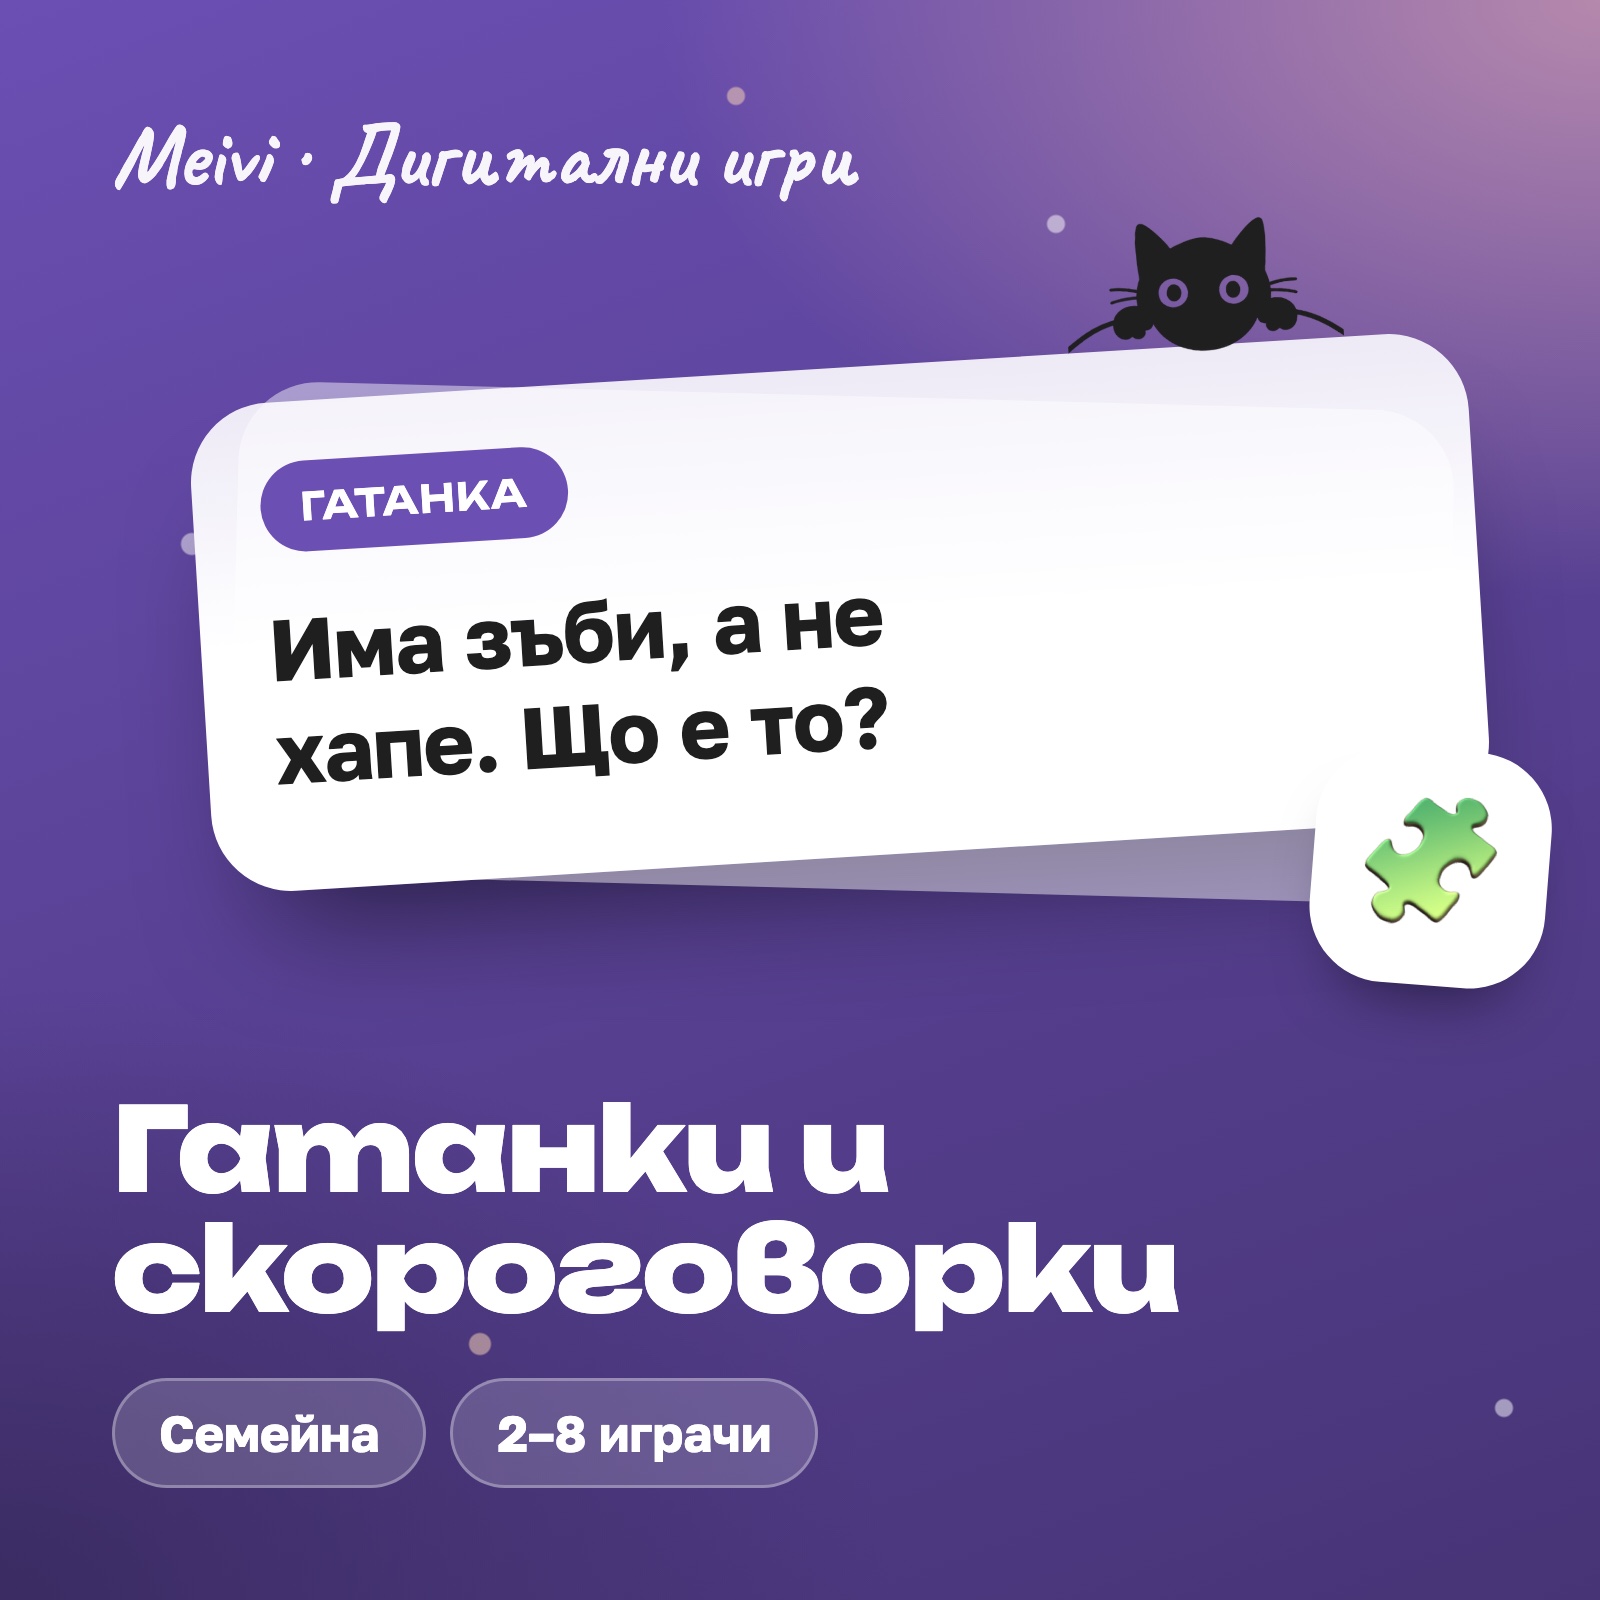 Meivi · Дигитални игри
ГАТАНКА
Има зъби, а не
хапе. Що е то?
Гатанки и
скороговорки
Семейна
2–8 играчи